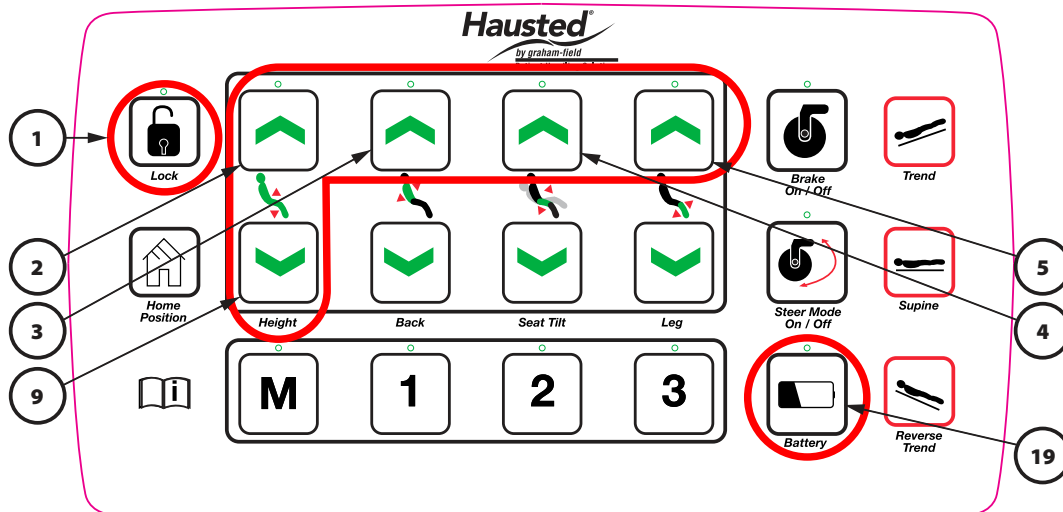 Hausted®
by graham-field
1
Lock
Brake
On / Off
Trend
2
5
Home
Position
Steer Mode
On / Off
Supine
3
4
Height
Back
Seat Tilt
Leg
9
i
M
1
2
3
Battery
Reverse
Trend
19